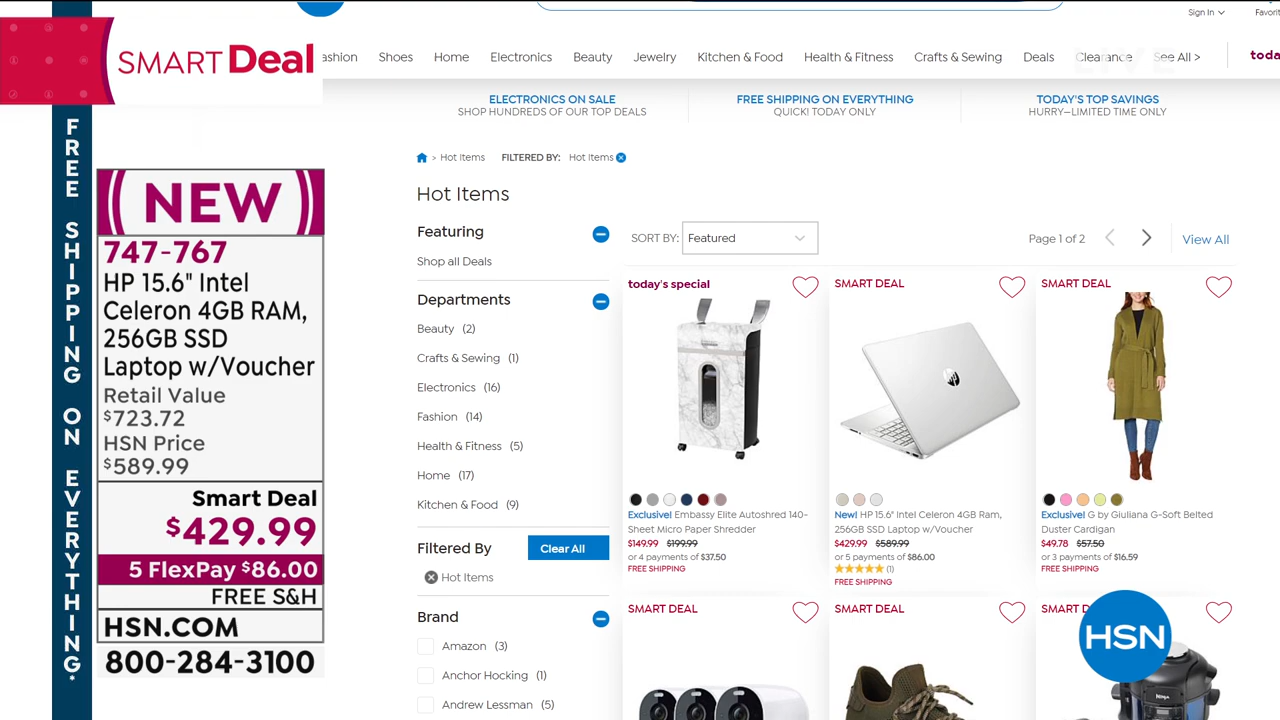 SMART Deal
Sign In
Favorit
ashion
Shoes
Home
Electronics
Beauty
Jewelry
Kitchen & Food
Health & Fitness
Crafts & Sewing
Deals
Clearance
See All >
toda
ELECTRONICS ON SALE
SHOP HUNDREDS OF OUR TOP DEALS
FREE SHIPPING ON EVERYTHING
QUICK! TODAY ONLY
TODAY'S TOP SAVINGS
HURRY—LIMITED TIME ONLY
FREE SHIPPING ON EVERYTHING.*
NEW
747-767
HP 15.6" Intel
Celeron 4GB RAM,
256GB SSD
Laptop w/Voucher
Retail Value
$723.72
HSN Price
$589.99
Smart Deal
$429.99
5 FlexPay $86.00
FREE S&H
HSN.COM
800-284-3100
> Hot Items
FILTERED BY: Hot Items
Hot Items
Featuring
Shop all Deals
Departments
Beauty (2)
Crafts & Sewing (1)
Electronics (16)
Fashion (14)
Health & Fitness (5)
Home (17)
Kitchen & Food (9)
Filtered By
Clear All
Hot Items
Brand
Amazon (3)
Anchor Hocking (1)
Andrew Lessman (5)
SORT BY: Featured
Page 1 of 2
View All
today's special
Exclusive! Embassy Elite Autoshred 140-
Sheet Micro Paper Shredder
$149.99 $199.99
or 4 payments of $37.50
FREE SHIPPING
SMART DEAL
hp
New! HP 15.6" Intel Celeron 4GB RAM,
256GB SSD Laptop w/Voucher
$429.99 $589.99
or 5 payments of $86.00
(1)
FREE SHIPPING
SMART DEAL
Exclusive! G by Giuliana G-Soft Belted
Duster Cardigan
$49.78 $57.50
or 3 payments of $16.59
FREE SHIPPING
SMART DEAL
SMART DEAL
SMART D
HSN
NINJA